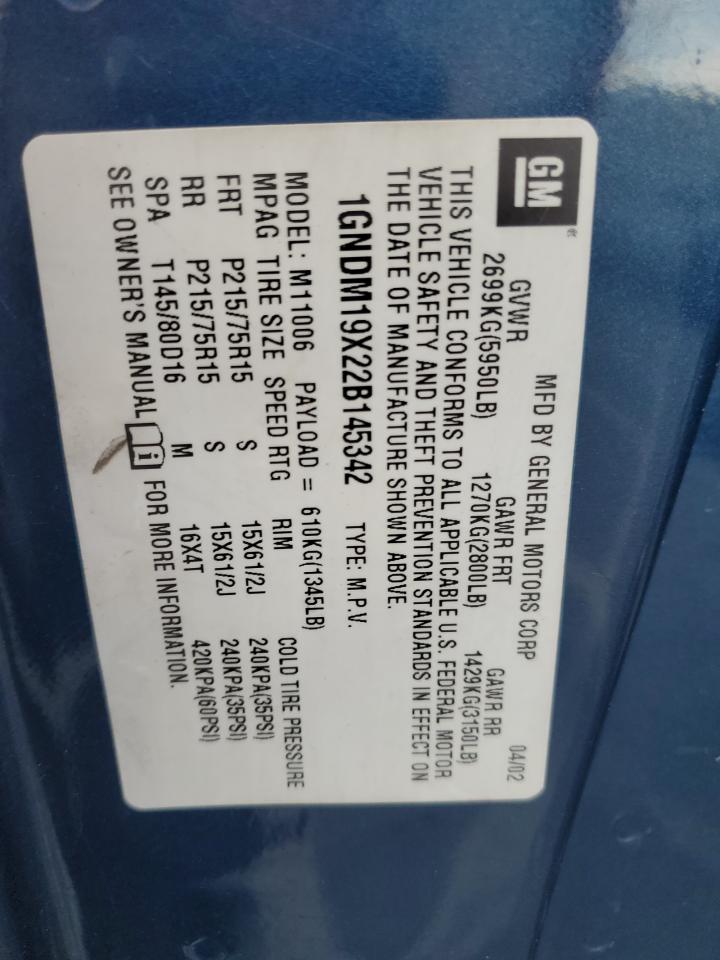 GM
MFD BY GENERAL MOTORS CORP 04/02
GVWR GAWR FRT GAWR RR
2699KG(5950LB) 1270KG(2800LB) 1429KG(3150LB)
THIS VEHICLE CONFORMS TO ALL APPLICABLE U.S. FEDERAL MOTOR
VEHICLE SAFETY AND THEFT PREVENTION STANDARDS IN EFFECT ON
THE DATE OF MANUFACTURE SHOWN ABOVE.
1GNDM19X22B145342 TYPE: M.P.V.
MODEL: M11006 PAYLOAD = 610KG(1345LB)
MPAG TIRE SIZE SPEED RTG RIM COLD TIRE PRESSURE
FRT P215/75R15 S 15X61/2J 240KPA(35PSI)
RR P215/75R15 S 15X61/2J 240KPA(35PSI)
SPA T145/80D16 M 16X4T 420KPA(60PSI)
SEE OWNER'S MANUAL i FOR MORE INFORMATION.